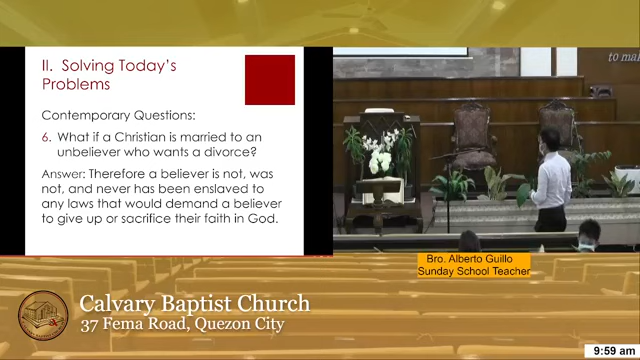 II. Solving Today's
Problems
Contemporary Questions:
6. What if a Christian is married to an
unbeliever who wants a divorce?
Answer: Therefore a believer is not, was
not, and never has been enslaved to
any laws that would demand a believer
to give up or sacrifice their faith in God.
to mak
Bro. Alberto Guillo
Sunday School Teacher
Calvary Baptist Church
37 Fema Road, Quezon City
9:59 am